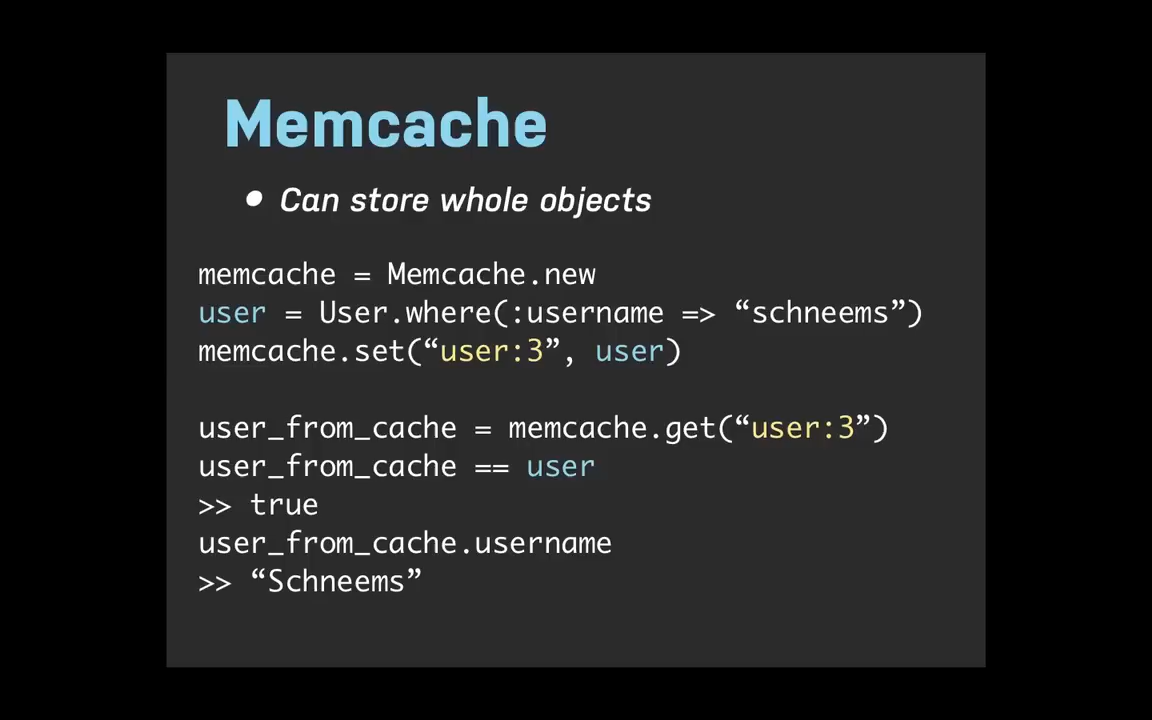 Memcache
• Can store whole objects
memcache = Memcache.new
user = User.where(:username => “schneems”)
memcache.set(“user:3”, user)
user_from_cache = memcache.get(“user:3”)
user_from_cache == user
>> true
user_from_cache.username
>> “Schneems”